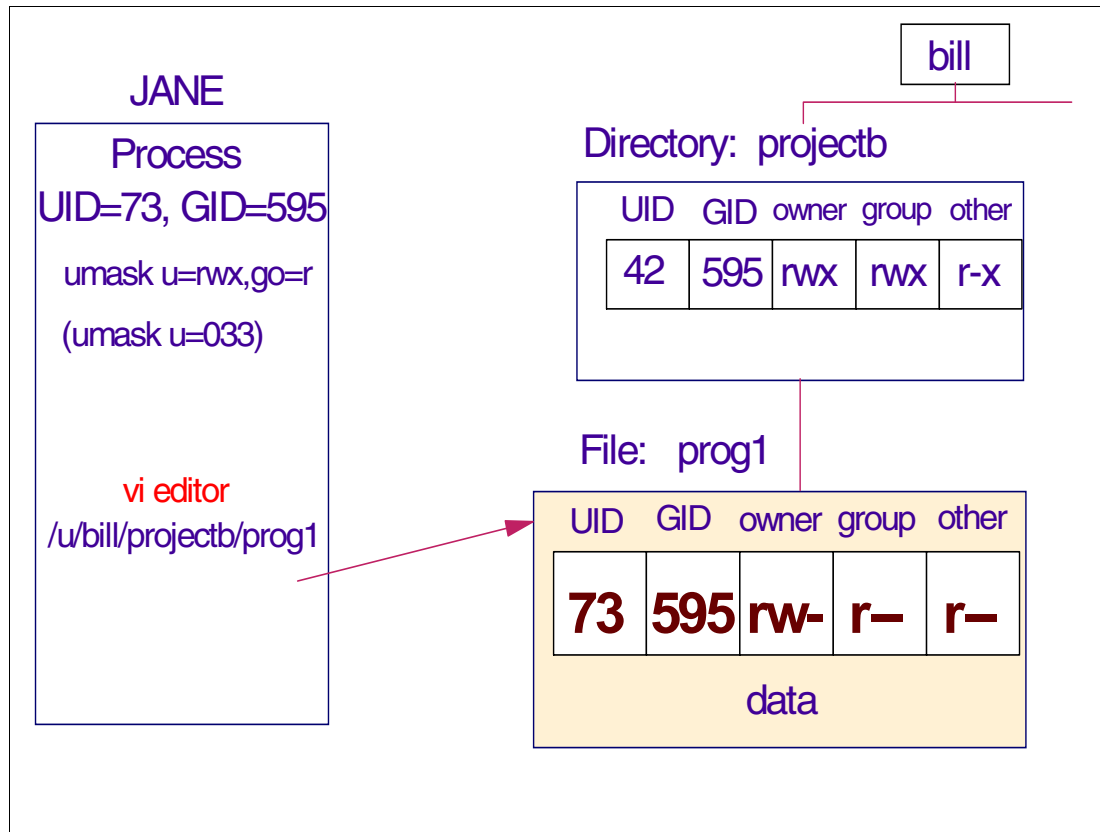 JANE
Process
UID=73, GID=595
umask u=rwx,go=r
(umask u=033)
vi editor
/u/bill/projectb/prog1
bill
Directory: projectb
UID GID owner group other
42 595 rwx rwx r-x
File: prog1
UID GID owner group other
73 595 rw- r-- r--
data